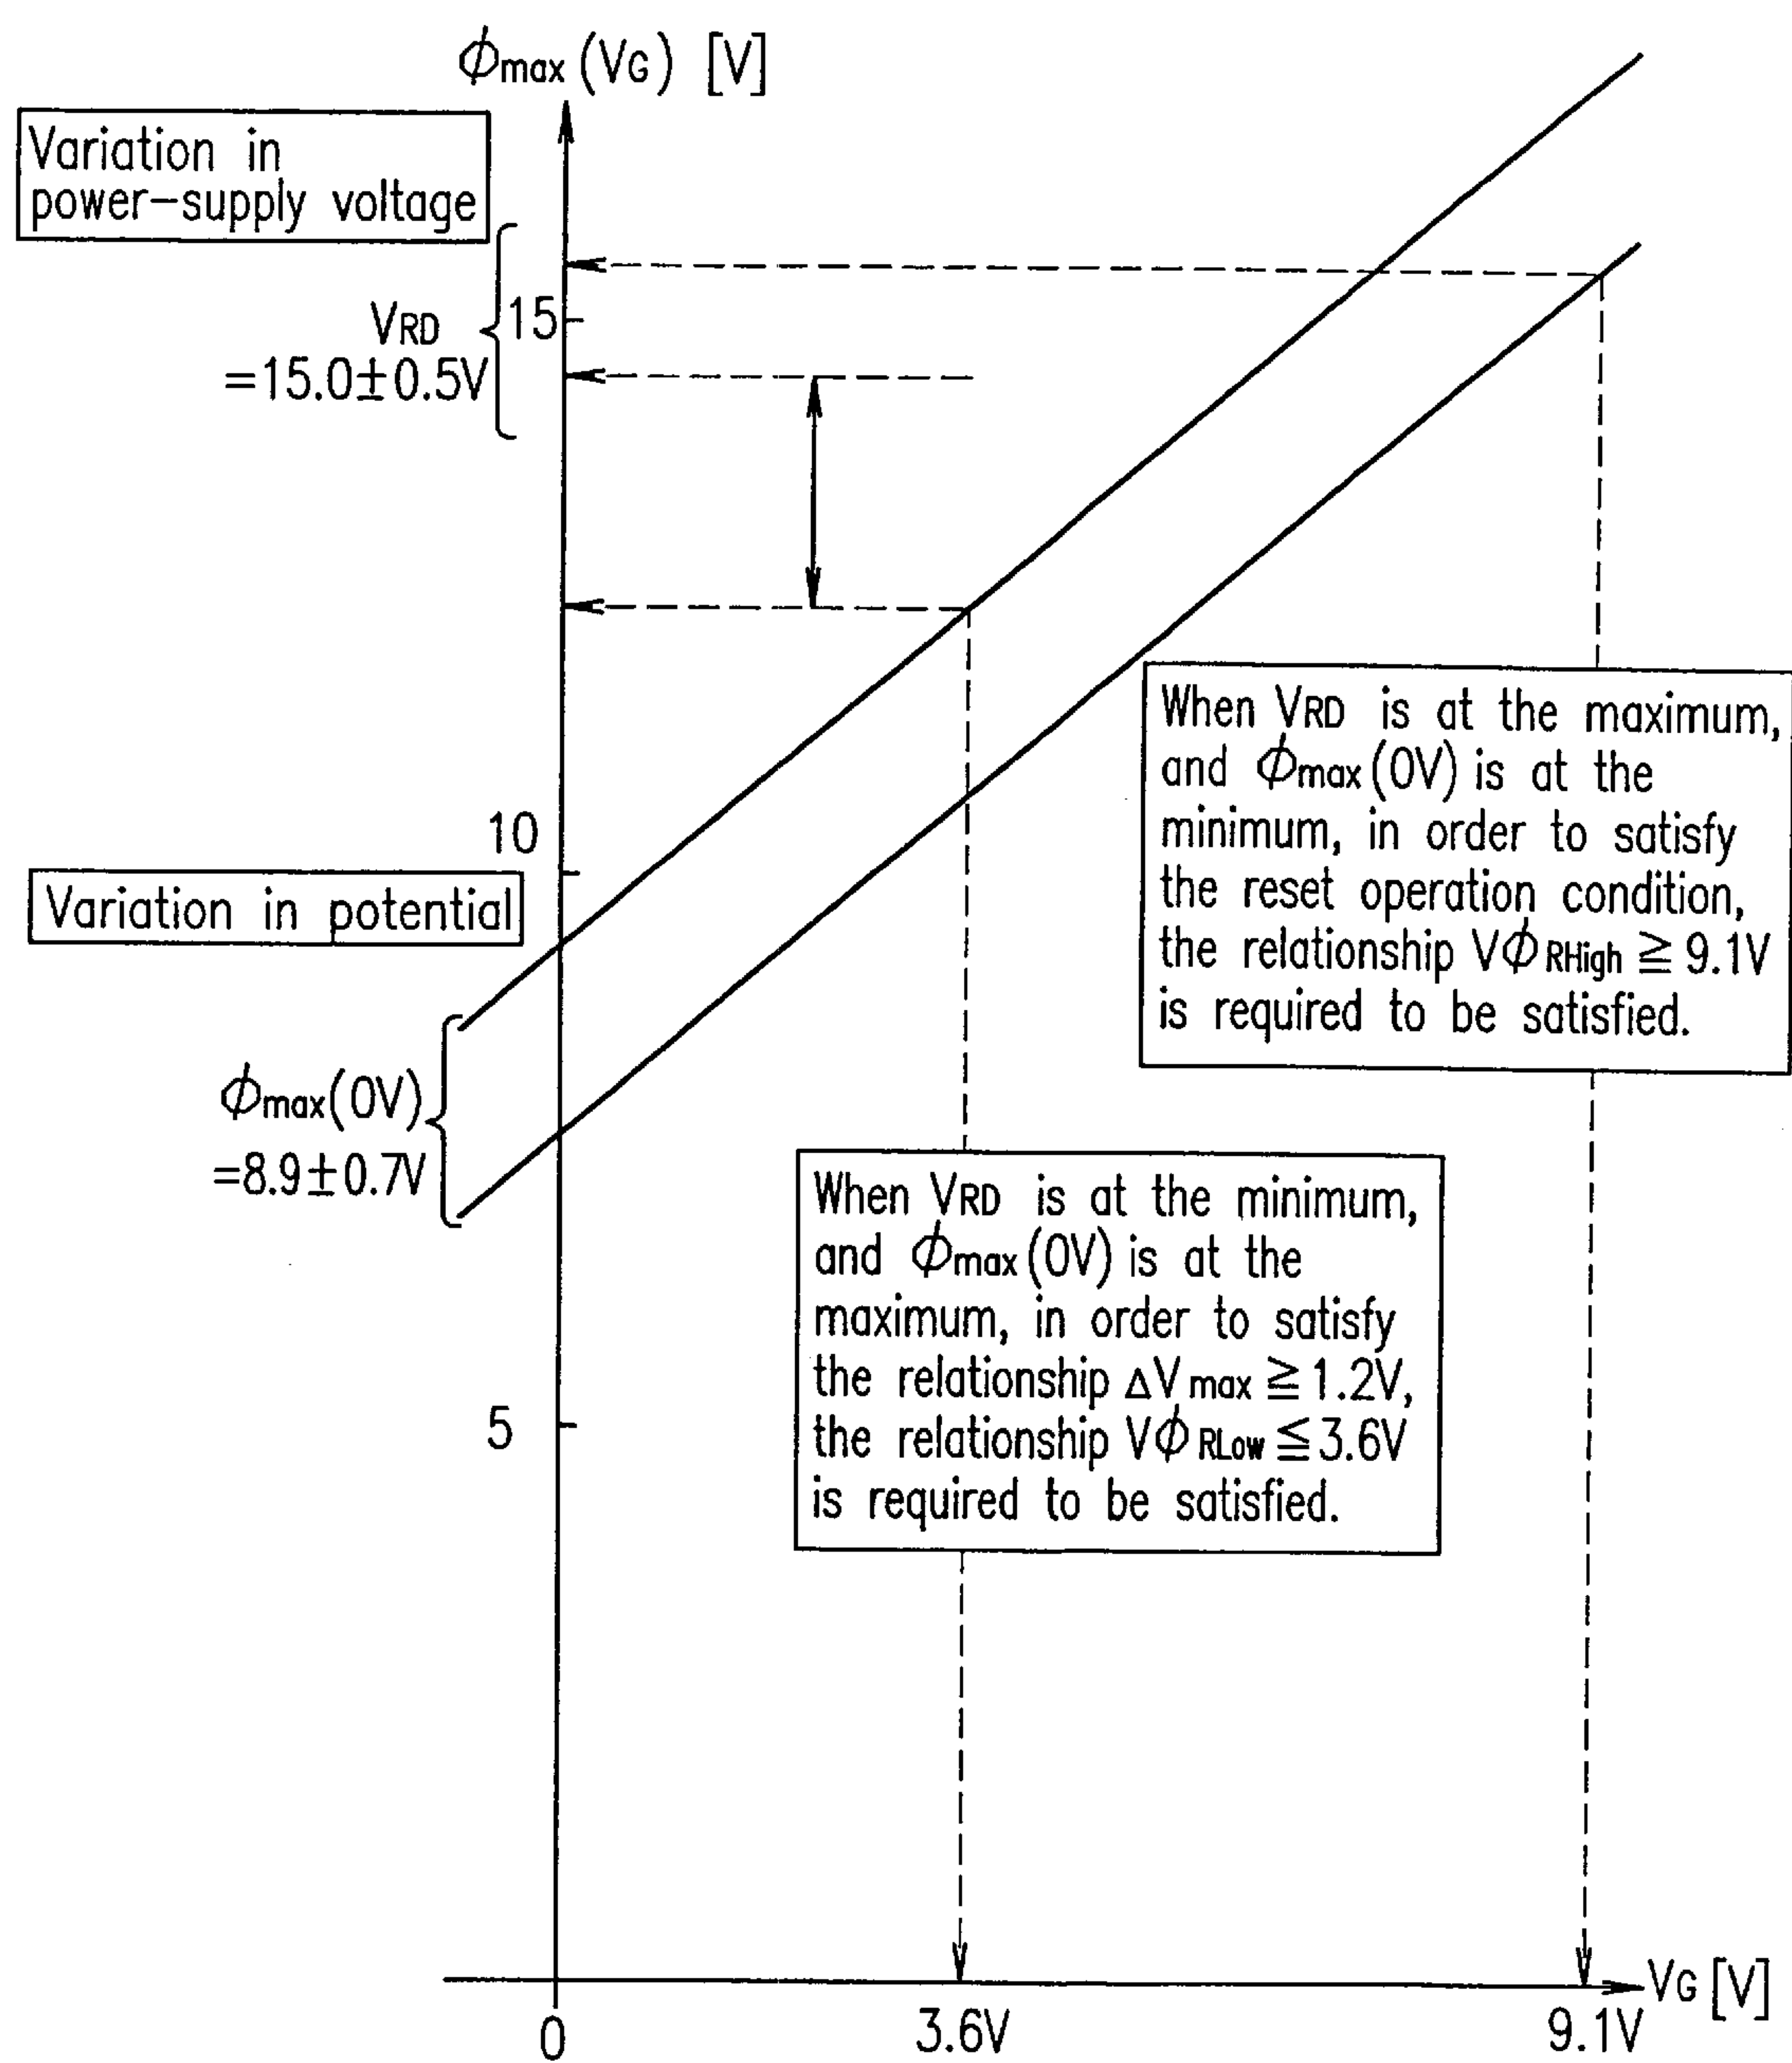 ϕmax(VG) [V]
Variation in
power-supply voltage
VRD
=15.0±0.5V
15
10
Variation in potential
ϕmax(0V)
=8.9±0.7V
5
When VRD is at the maximum,
and ϕmax(0V) is at the
minimum, in order to satisfy
the reset operation condition,
the relationship VϕRHigh ≧ 9.1V
is required to be satisfied.
When VRD is at the minimum,
and ϕmax(0V) is at the
maximum, in order to satisfy
the relationship ΔVmax ≧ 1.2V,
the relationship VϕRLow ≦ 3.6V
is required to be satisfied.
VG [V]
0
3.6V
9.1V